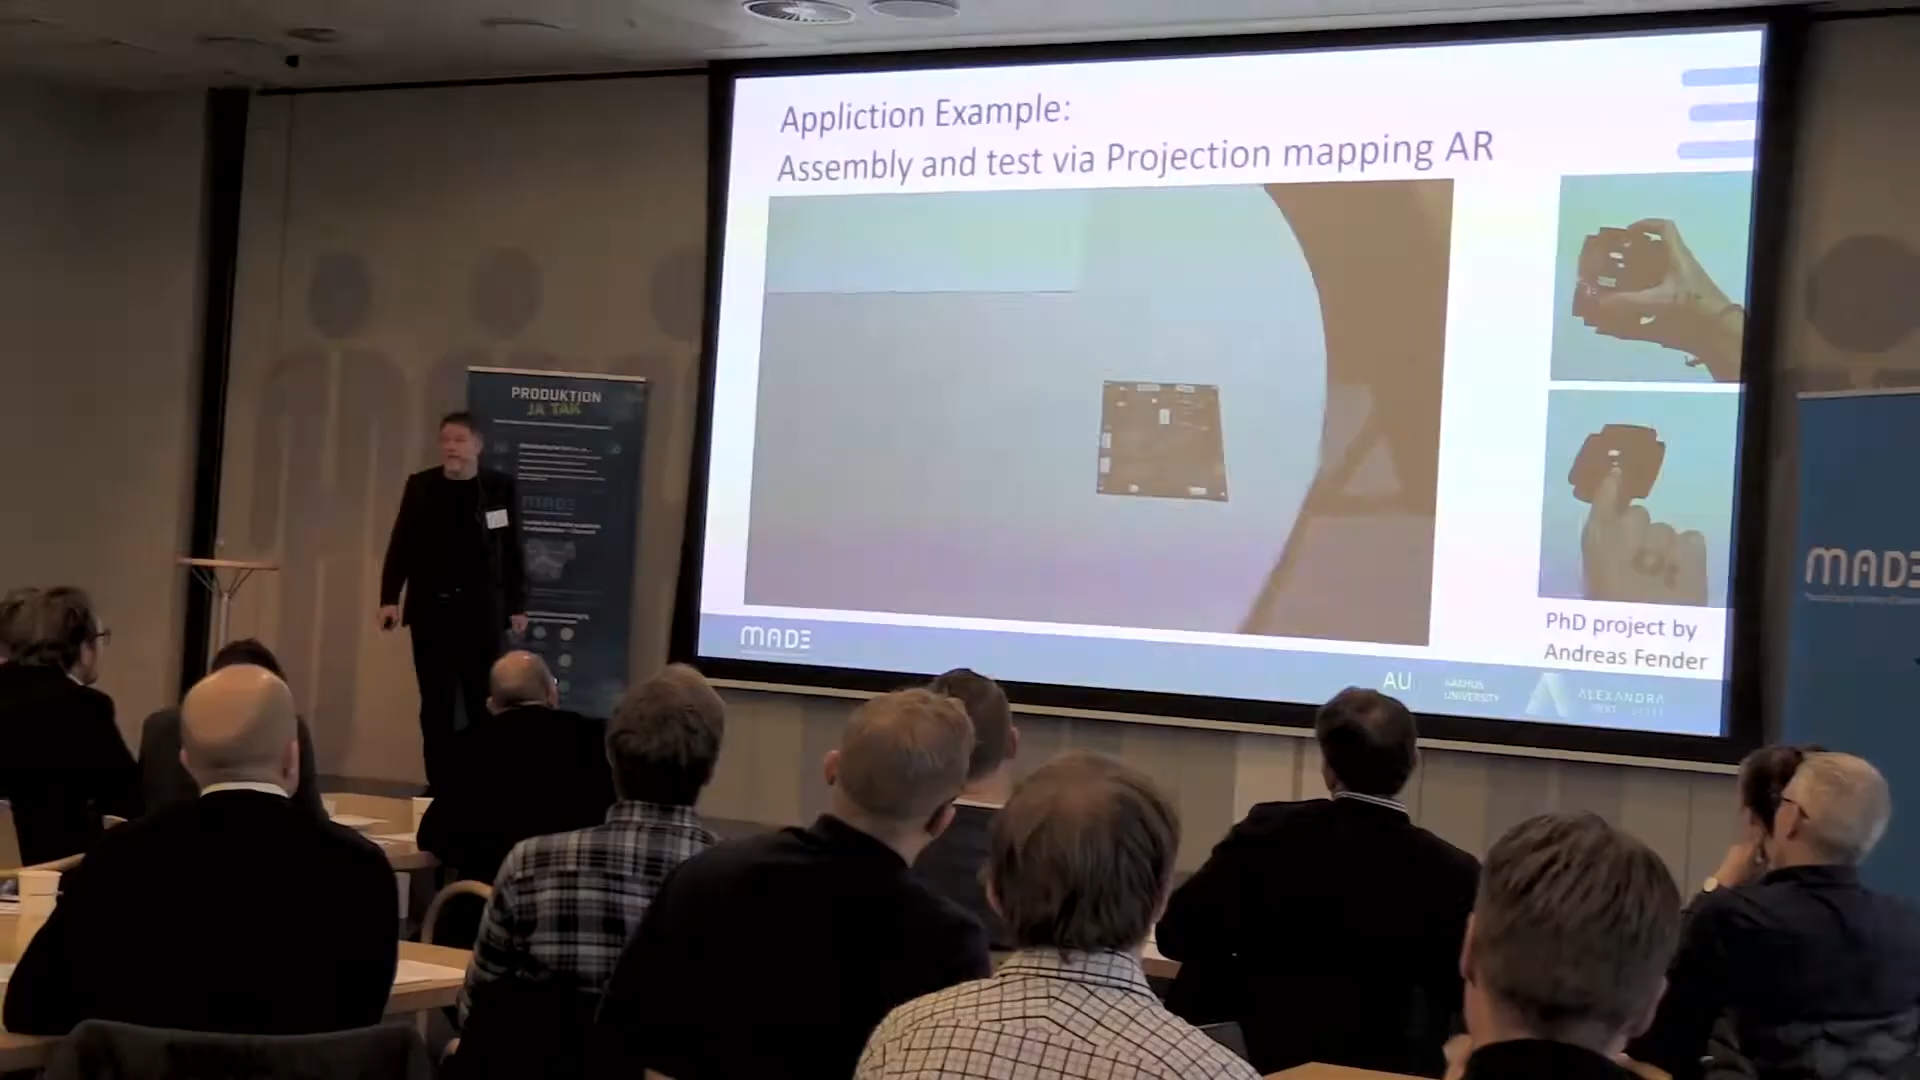 Appliction Example:
Assembly and test via Projection mapping AR
PhD project by
Andreas Fender
MADE
AU
AARHUS
UNIVERSITY
ALEXANDRA
PRODUKTION
JA TAK
MADE
MADE